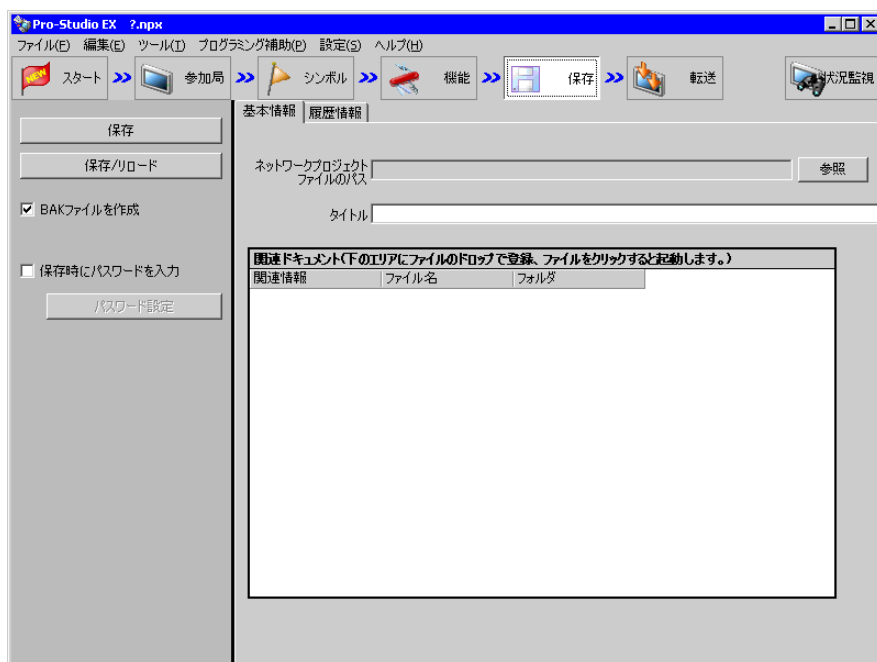 Pro-Studio EX ?.npx
ファイル(F) 編集(E) ツール(T) プログラミング補助(P) 設定(S) ヘルプ(H)
NEW スタート 参加局 シンボル 機能 保存 転送 状況監視
基本情報 履歴情報
保存
保存/リロード
BAKファイルを作成
保存時にパスワードを入力
パスワード設定
ネットワークプロジェクト
ファイルのパス
参照
タイトル
関連ドキュメント(下のエリアにファイルのドロップで登録、ファイルをクリックすると起動します。)
関連情報 ファイル名 フォルダ